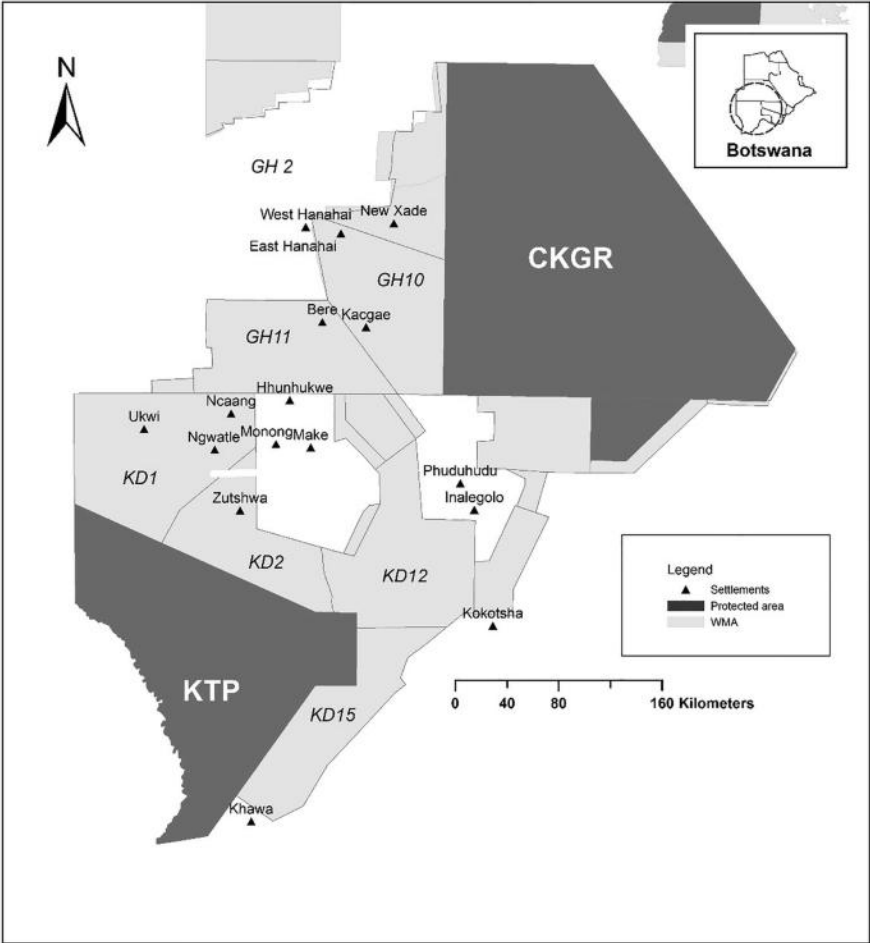 N
Botswana
GH 2
West Hanahai
New Xade
East Hanahai
CKGR
GH10
Bere
Kacgae
GH11
Hhunhukwe
Ncaang
Ukwi
Monong
Make
Ngwatle
Phuduhudu
KD1
Zutshwa
Inalegolo
KD2
KD12
Legend
Settlements
Protected area
WMA
Kokotsha
KTP
0 40 80 160 Kilometers
KD15
Khawa